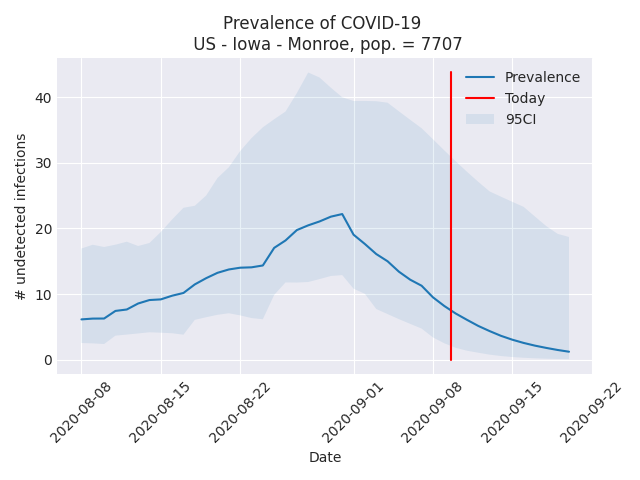 Prevalence of COVID-19
US - Iowa - Monroe, pop. = 7707
Prevalence
Today
95CI
# undetected infections
40
30
20
10
0
2020-08-08
2020-08-15
2020-08-22
2020-09-01
2020-09-08
2020-09-15
2020-09-22
Date